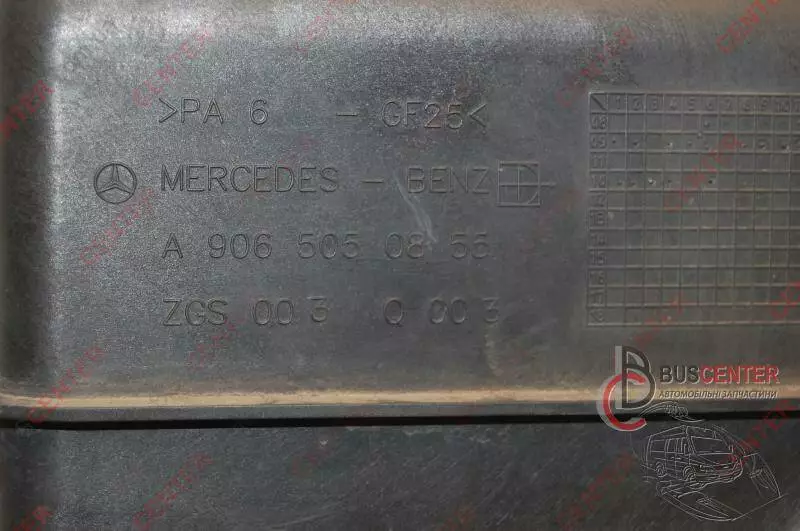 >PA 6 - GF25<
MERCEDES - BENZ
A 906 505 08 55
ZGS 003 Q 003
BUSCENTER
АВТОМОБІЛЬНІ ЗАПЧАСТИНИ